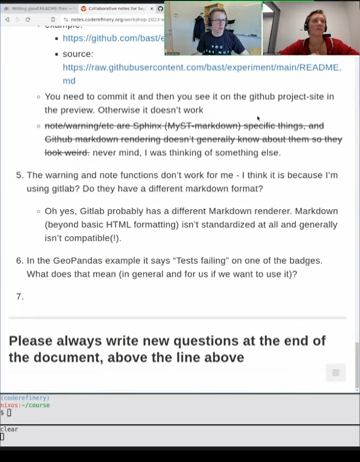 Writing good README files
Collaborative notes for
notes.coderefinery.org/workshop-2023
example:
https://github.com/bast/e
source:
https://raw.githubusercontent.com/bast/experiment/main/README.
md
You need to commit it and then you see it on the github project-site in
the preview. Otherwise it doesn't work
note/warning/etc are Sphinx (MyST-markdown) specific things, and
Github markdown rendering doesn't generally know about them so they
look weird. never mind, I was thinking of something else.
5. The warning and note functions don't work for me - I think it is because I'm
using gitlab? Do they have a different markdown format?
Oh yes, Gitlab probably has a different Markdown renderer. Markdown
(beyond basic HTML formatting) isn't standardized at all and generally
isn't compatible(!).
6. In the GeoPandas example it says “Tests failing” on one of the badges.
What does that mean (in general and for us if we want to use it)?
7.
Please always write new questions at the end of
the document, above the line above
(coderefinery)
nixos:~/course
$
clear